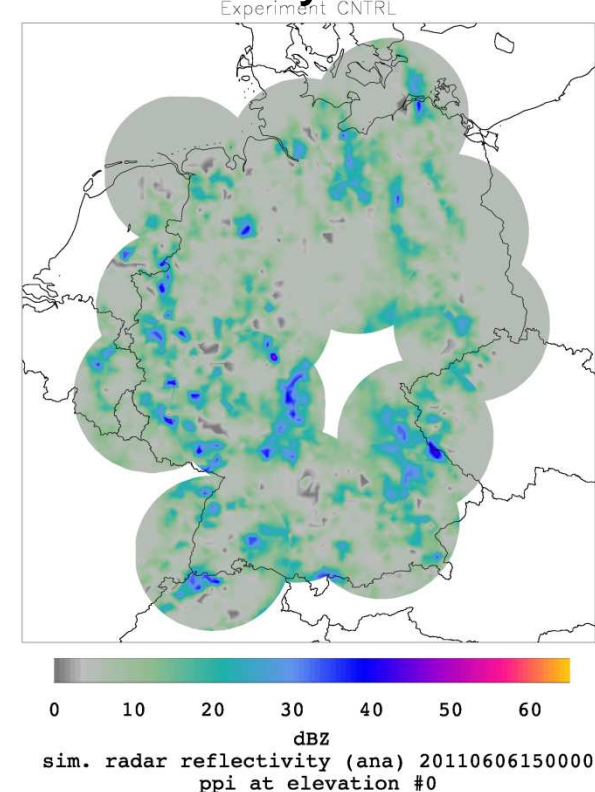 Experiment CNTRL
0 10 20 30 40 50 60
dBZ
sim. radar reflectivity (ana) 20110606150000
ppi at elevation #0